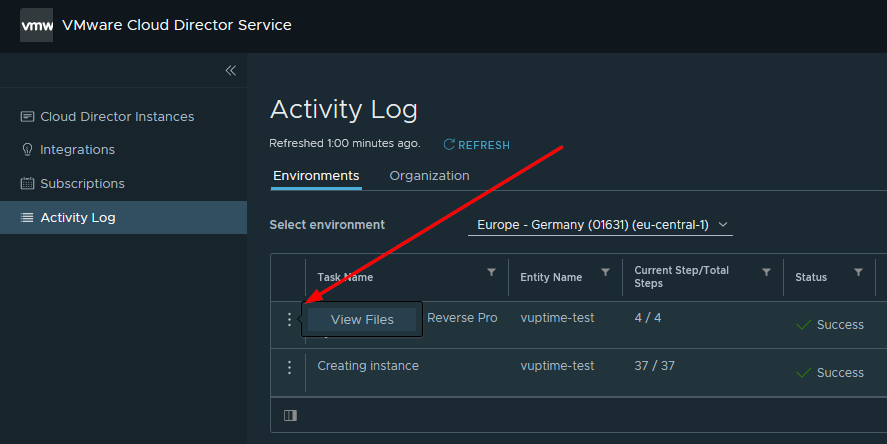 vmw VMware Cloud Director Service
Cloud Director Instances
Integrations
Subscriptions
Activity Log
Activity Log
Refreshed 1:00 minutes ago. REFRESH
Environments Organization
Select environment Europe - Germany (01631) (eu-central-1)
Task Name Entity Name Current Step/Total Steps Status
View Files Reverse Pro vuptime-test 4 / 4 Success
Creating instance vuptime-test 37 / 37 Success